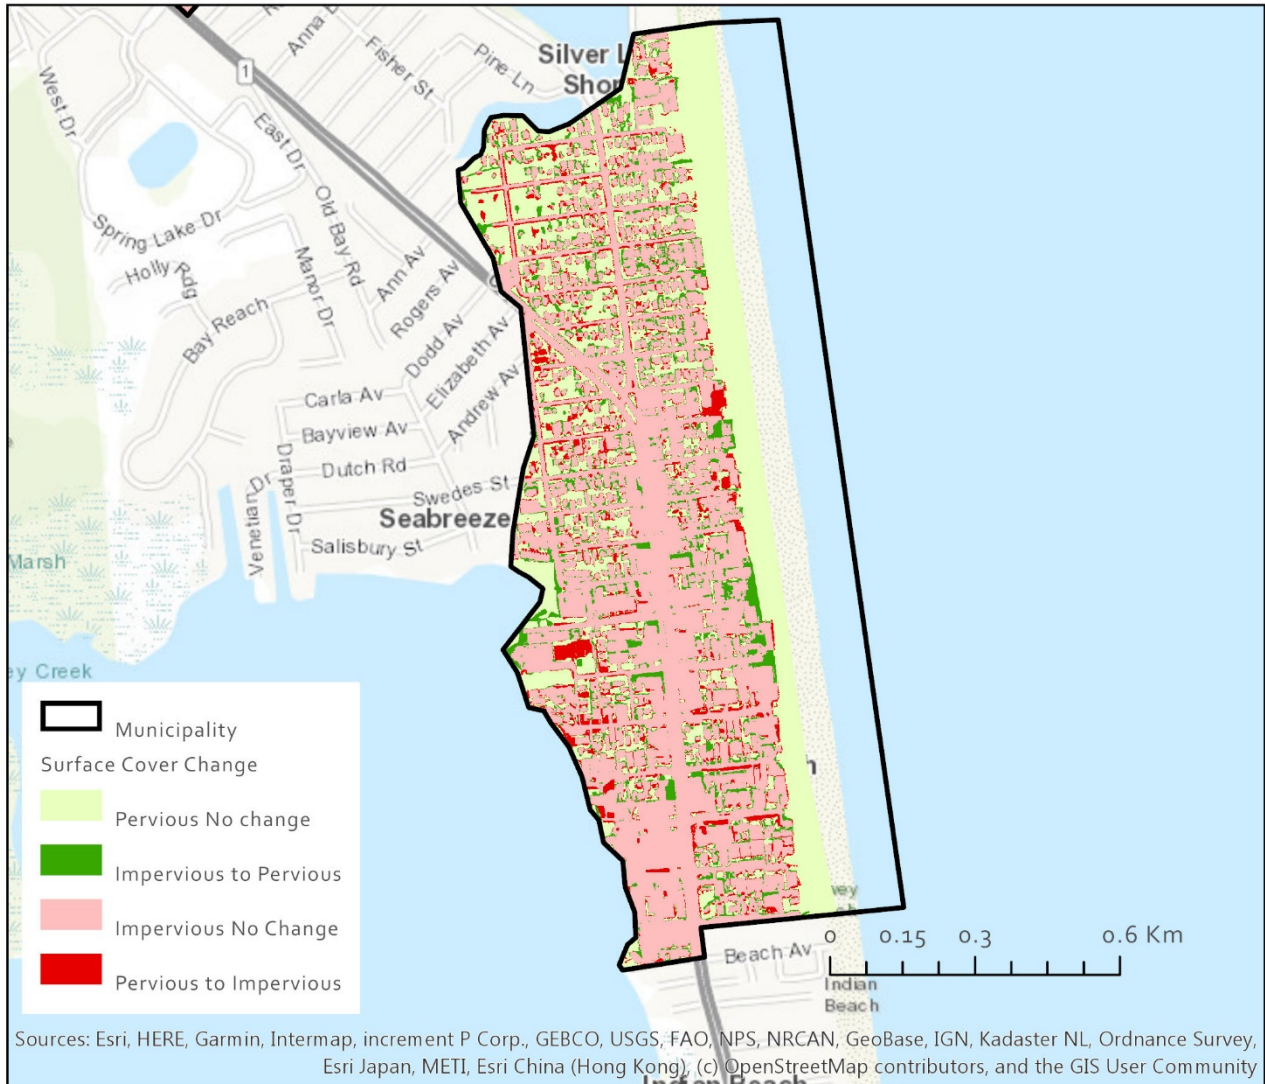 Silver L
Shor
Anna
Fisher St
Pine Ln
1
West Dr
East Dr
Old Bay Rd
Spring Lake Dr
Holly
Rdg
Manor Dr
Ann Av
Rogers Av
Bay Reach
Dodd Av
Elizabeth Av
Andrew Av
Carla Av
Bayview Av
Dutch Rd
Draper Dr
Venetian Dr
Swedes St
Seabreeze
Salisbury St
Marsh
ey Creek
Municipality
Surface Cover Change
Pervious No change
Impervious to Pervious
Impervious No Change
Pervious to Impervious
h
vey
0 0.15 0.3 0.6 Km
Beach Av
Indian
Beach
Sources: Esri, HERE, Garmin, Intermap, increment P Corp., GEBCO, USGS, FAO, NPS, NRCAN, GeoBase, IGN, Kadaster NL, Ordnance Survey,
Esri Japan, METI, Esri China (Hong Kong), (c) OpenStreetMap contributors, and the GIS User Community
Indian Beach